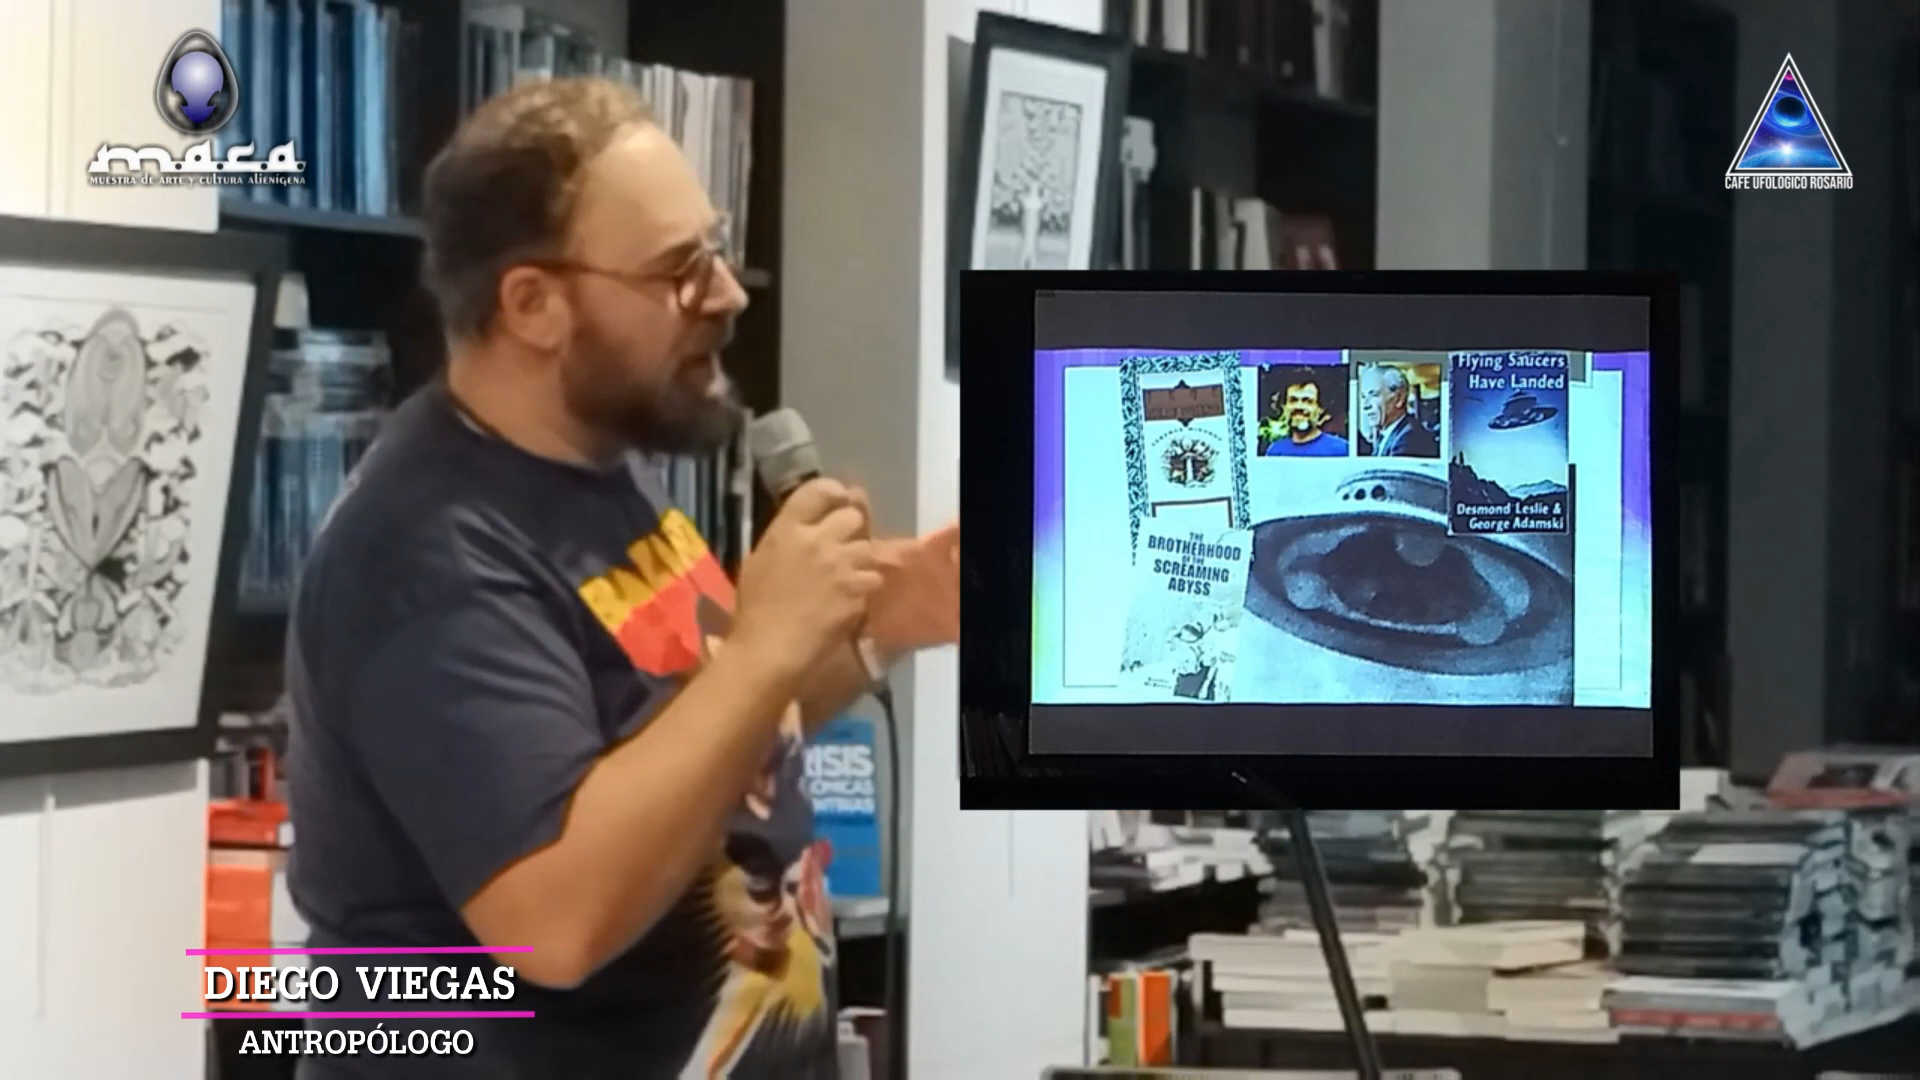 m.a.c.a.
MUESTRA de ARTE y CULTURA ALIENÍGENA
CAFE UFOLOGICO ROSARIO
Flying Saucers
Have Landed
Desmond Leslie &
George Adamski
THE
BROTHERHOOD
OF THE
SCREAMING
ABYSS
DIEGO VIEGAS
ANTROPÓLOGO